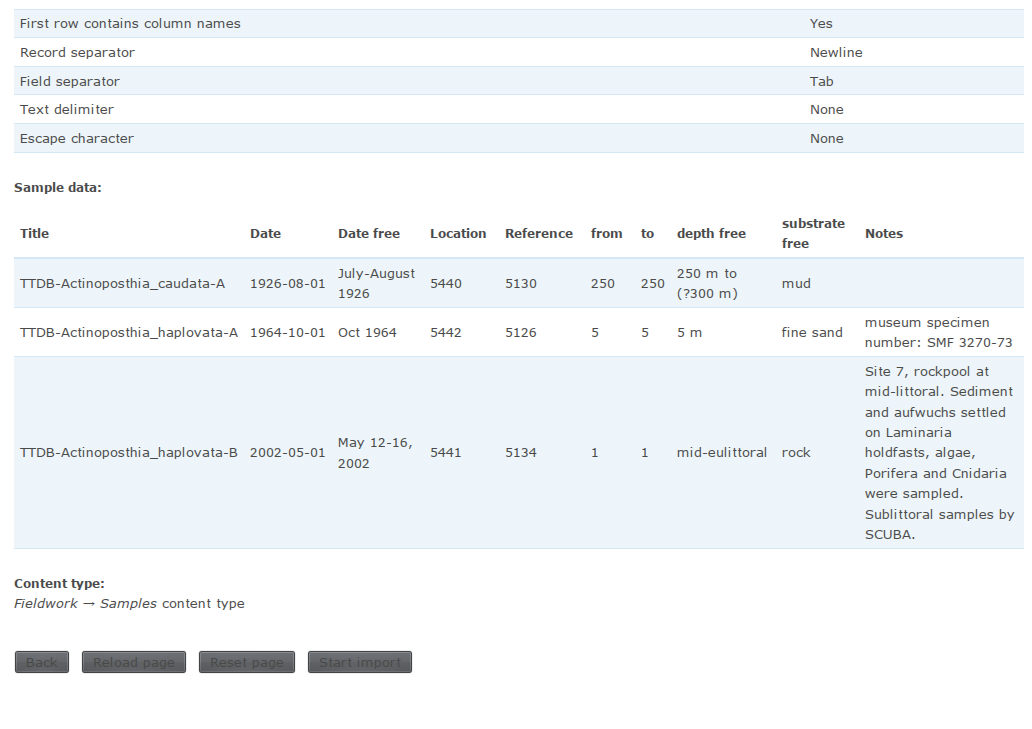 First row contains column names Yes
Record separator Newline
Field separator Tab
Text delimiter None
Escape character None
Sample data:
Title Date Date free Location Reference from to depth free substrate free Notes
TTDB-Actinoposthia_caudata-A 1926-08-01 July-August 1926 5440 5130 250 250 250 m to (?300 m) mud
TTDB-Actinoposthia_haplovata-A 1964-10-01 Oct 1964 5442 5126 5 5 5 m fine sand museum specimen number: SMF 3270-73
TTDB-Actinoposthia_haplovata-B 2002-05-01 May 12-16, 2002 5441 5134 1 1 mid-eulittoral rock Site 7, rockpool at
mid-littoral. Sediment
and aufwuchs settled
on Laminaria
holdfasts, algae,
Porifera and Cnidaria
were sampled.
Sublittoral samples by
SCUBA.
Content type:
Fieldwork → Samples content type
Back Reload page Reset page Start import